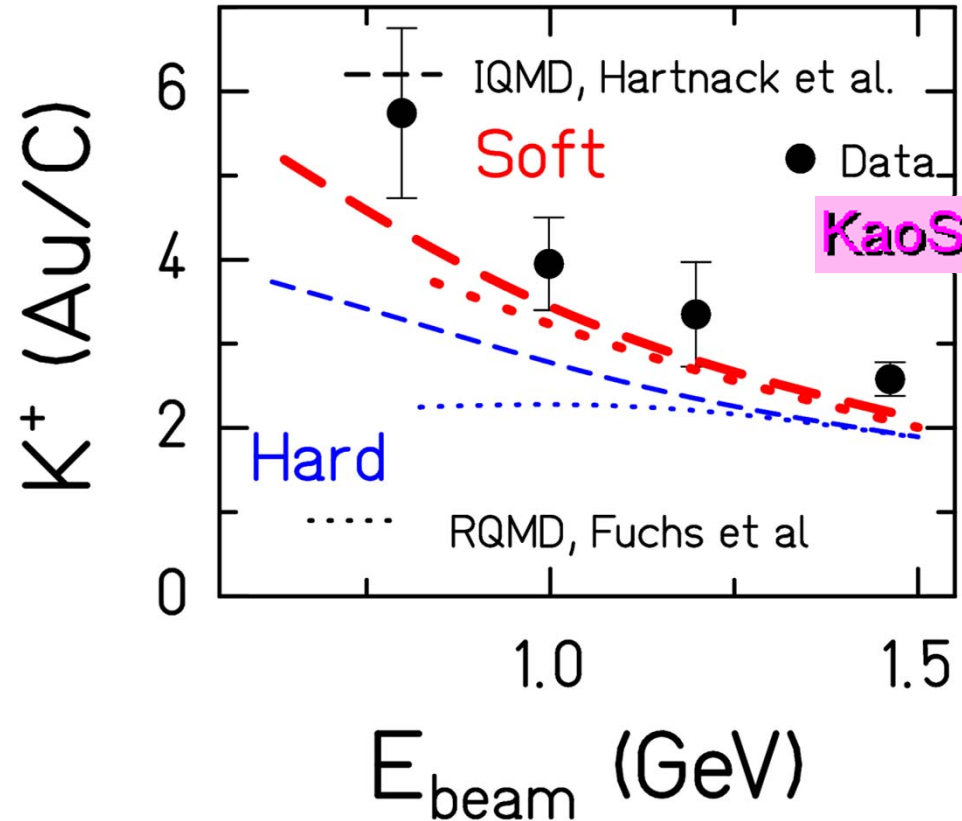 K⁺ (Au/C)
6
4
2
0
IQMD, Hartnack et al.
Soft
Data
KaoS
Hard
RQMD, Fuchs et al
1.0
1.5
E_beam (GeV)